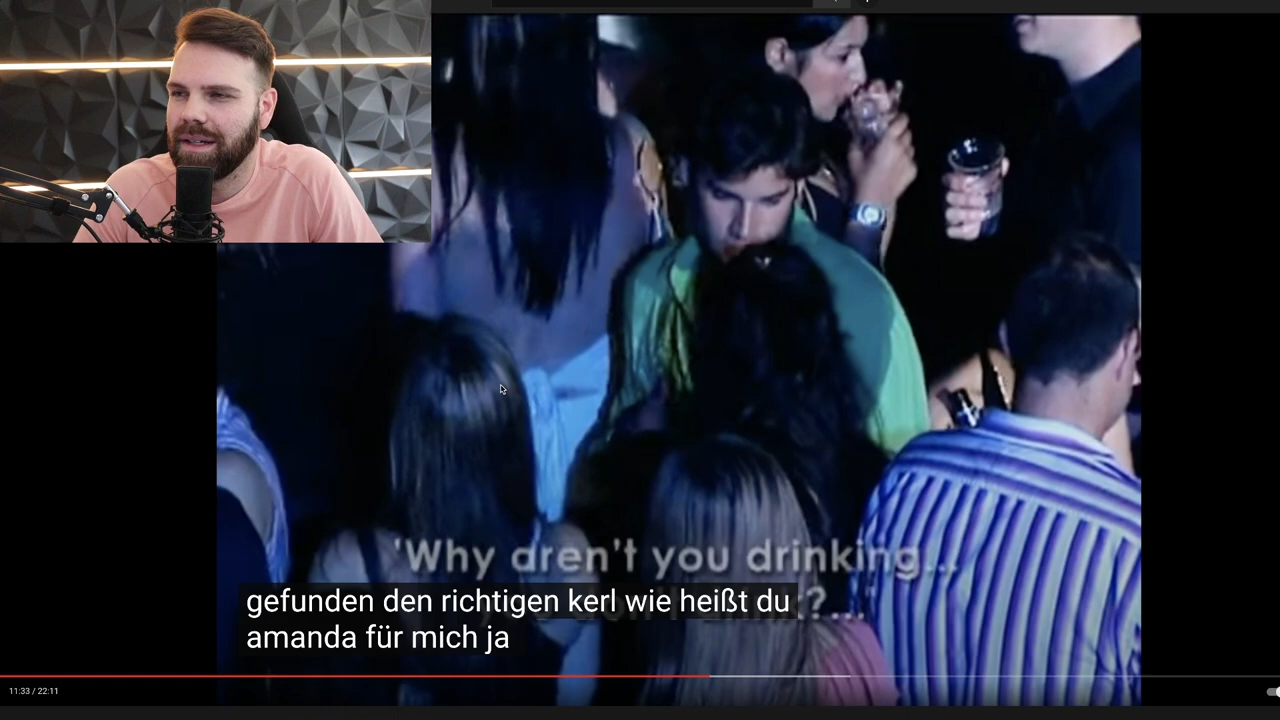 'Why aren't you drinking...
gefunden den richtigen kerl wie heißt du
amanda für mich ja
11:33 / 22:11